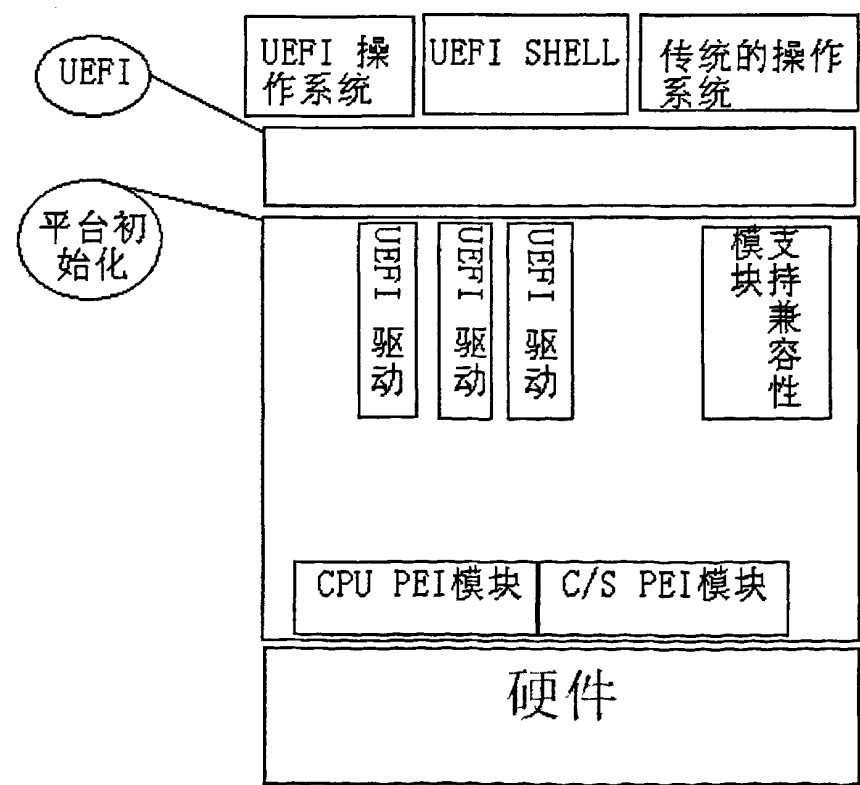 UEFI
UEFI 操
作系统
UEFI SHELL
传统的操作
系统
平台初
始化
UEFI 驱动
UEFI 驱动
UEFI 驱动
支持兼容性
模块
CPU PEI模块
C/S PEI模块
硬件